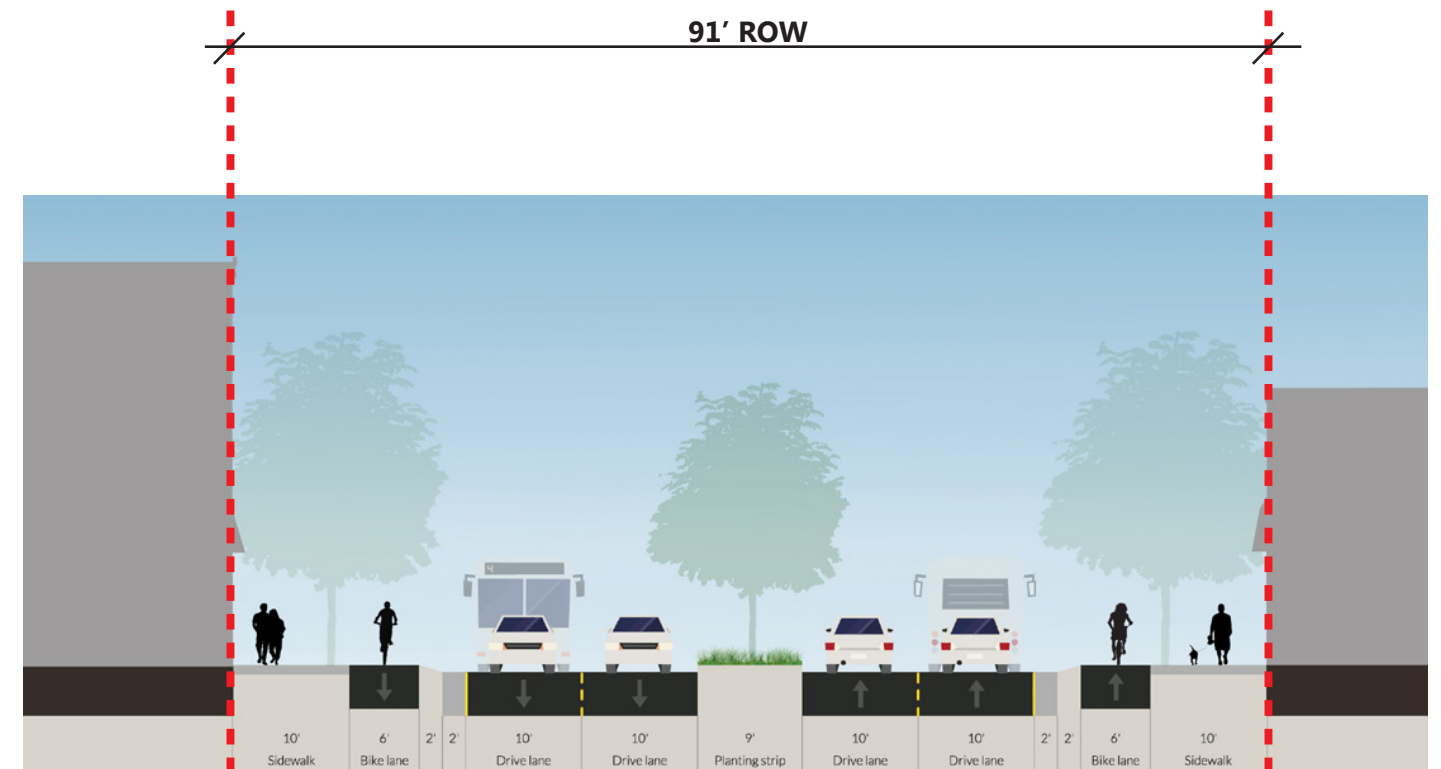 91’ ROW
4
10' 6' 2' 2' 10' 10' 9' 10' 10' 2' 2' 6' 10'
Sidewalk Bike lane Drive lane Drive lane Planting strip Drive lane Drive lane Bike lane Sidewalk